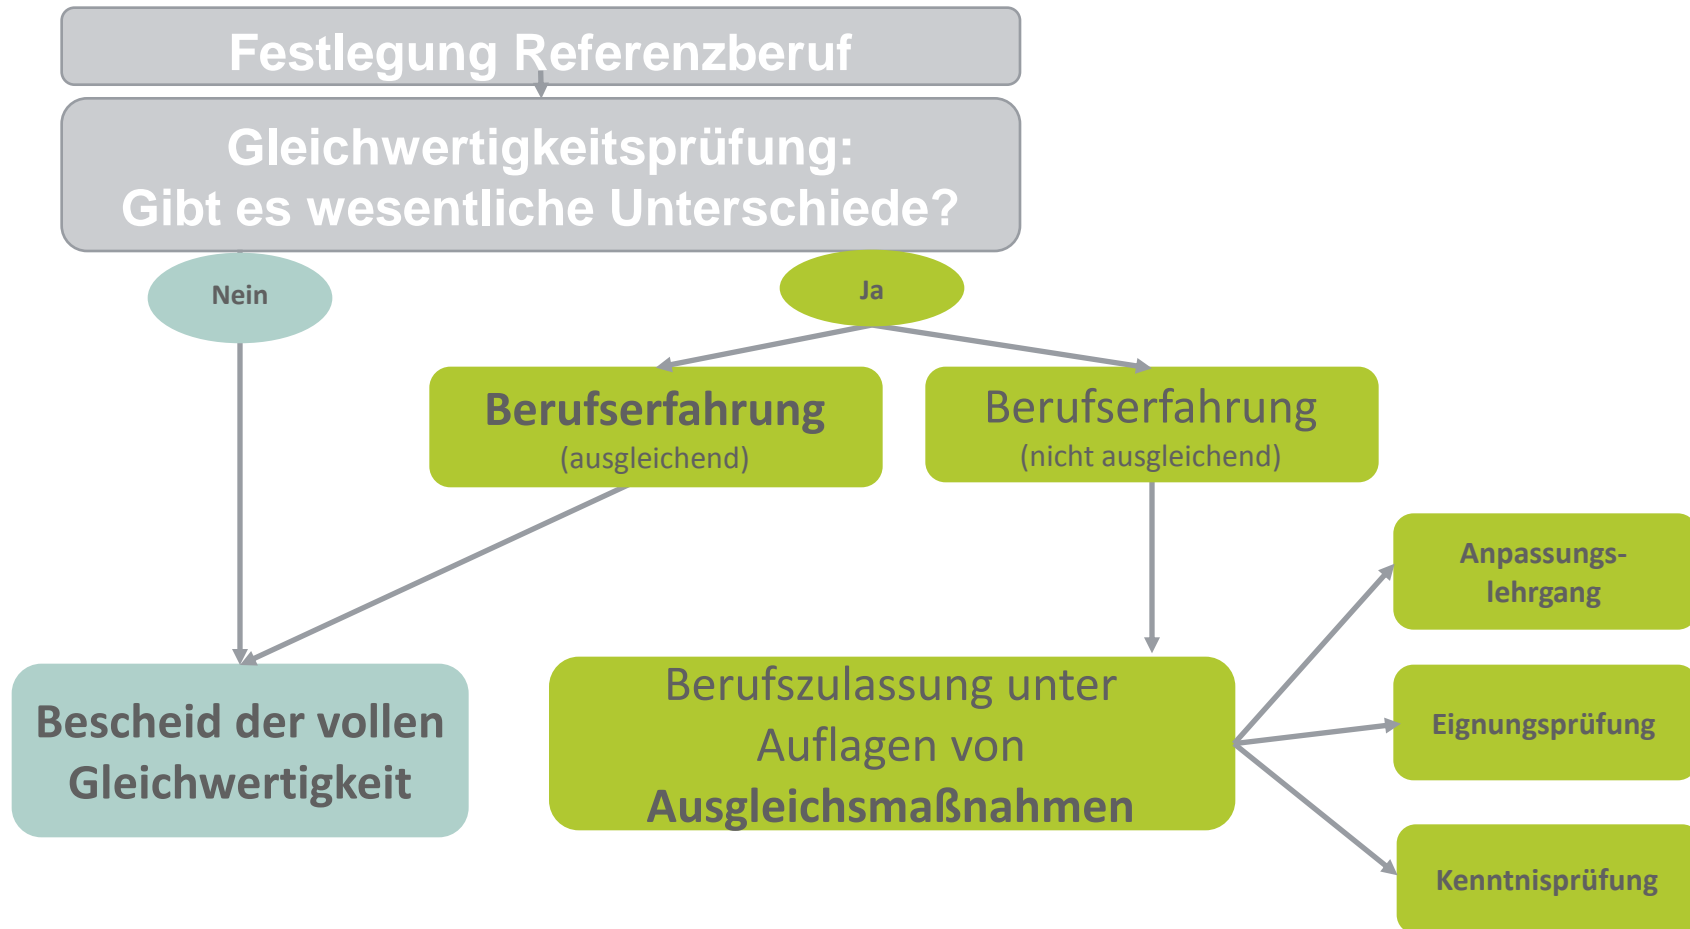 Festlegung Referenzberuf
Gleichwertigkeitsprüfung:
Gibt es wesentliche Unterschiede?
Nein
Ja
Berufserfahrung
(ausgleichend)
Berufserfahrung
(nicht ausgleichend)
Anpassungs-
lehrgang
Bescheid der vollen
Gleichwertigkeit
Berufszulassung unter
Auflagen von
Ausgleichsmaßnahmen
Eignungsprüfung
Kenntnisprüfung